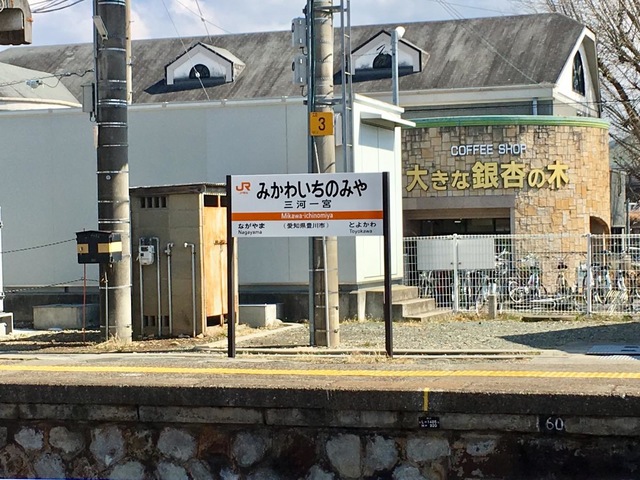 3
COFFEE SHOP
大きな銀杏の木
JR
みかわいちのみや
三河一宮
Mikawa-ichinomiya
ながやま
Nagayama
(愛知県豊川市)
とよかわ
Toyokawa
60